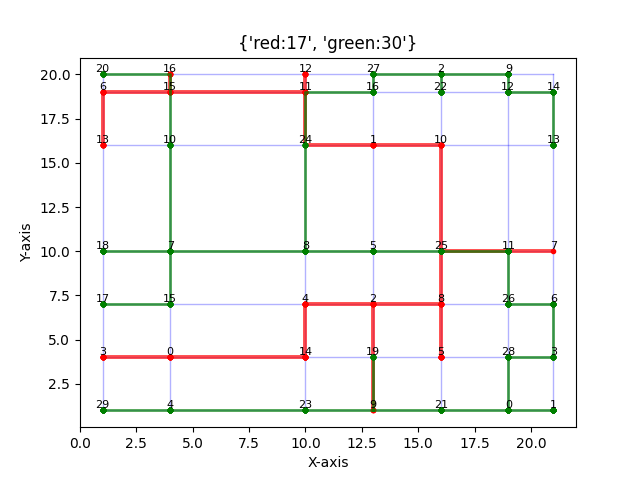 {'red:17', 'green:30'}
20 16 12 27 2 9
20.0
6 15 11 16 22 12 14
17.5
13 10 24 1 10 13
15.0
12.5
18 7 8 5 25 11 7
10.0
Y-axis
7.5
17 15 4 2 8 26 6
5.0
3 0 14 19 5 28 3
2.5
29 4 23 9 21 0 1
0.0 2.5 5.0 7.5 10.0 12.5 15.0 17.5 20.0
X-axis